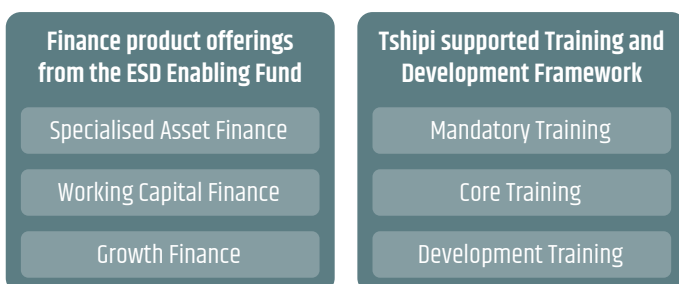 Finance product offerings
from the ESD Enabling Fund
Specialised Asset Finance
Working Capital Finance
Growth Finance
Tshipi supported Training and
Development Framework
Mandatory Training
Core Training
Development Training